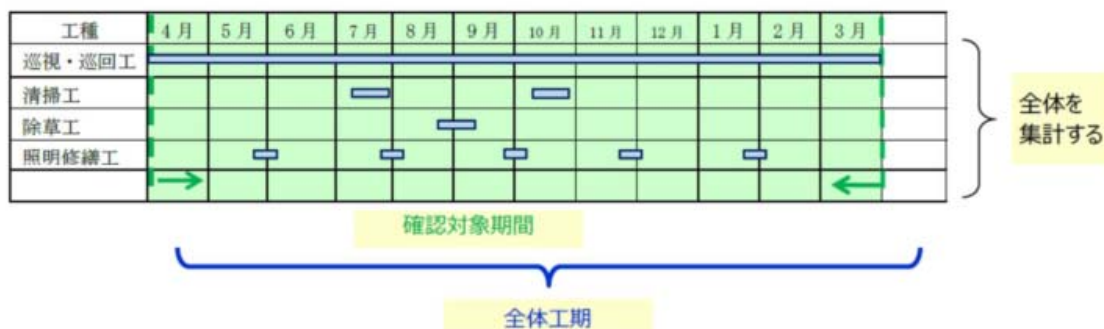 工種 4月 5月 6月 7月 8月 9月 10月 11月 12月 1月 2月 3月
巡視・巡回工
清掃工
除草工
照明修繕工
全体を
集計する
確認対象期間
全体工期